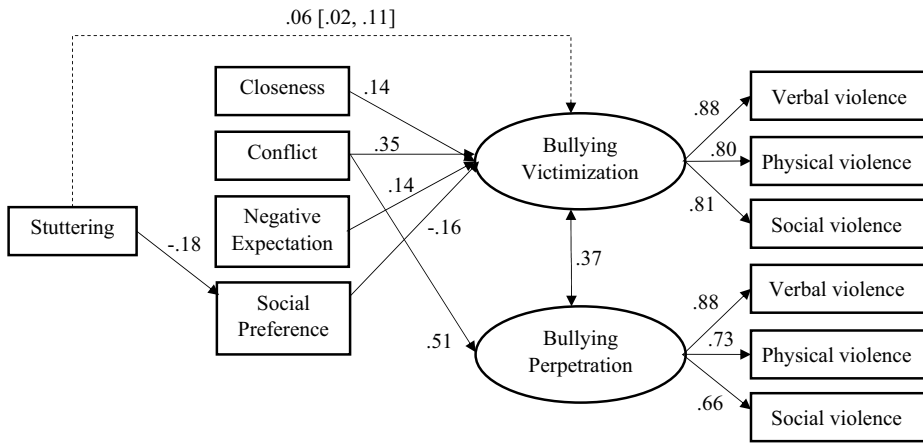 .06 [.02, .11]
Closeness
.14
Conflict
.35
Negative
Expectation
.14
Stuttering
-.18
Social
Preference
-.16
.51
Bullying
Victimization
.37
Bullying
Perpetration
.88
Verbal violence
.80
Physical violence
.81
Social violence
.88
Verbal violence
.73
Physical violence
.66
Social violence